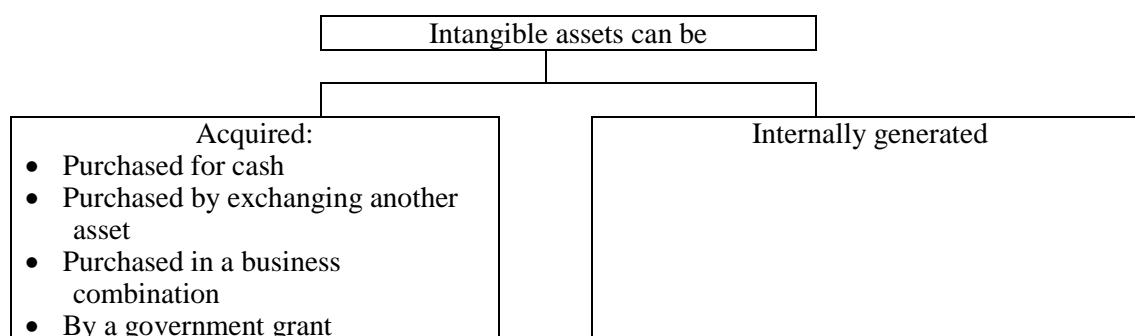 Intangible assets can be
Acquired:
• Purchased for cash
• Purchased by exchanging another
asset
• Purchased in a business
combination
• By a government grant
Internally generated